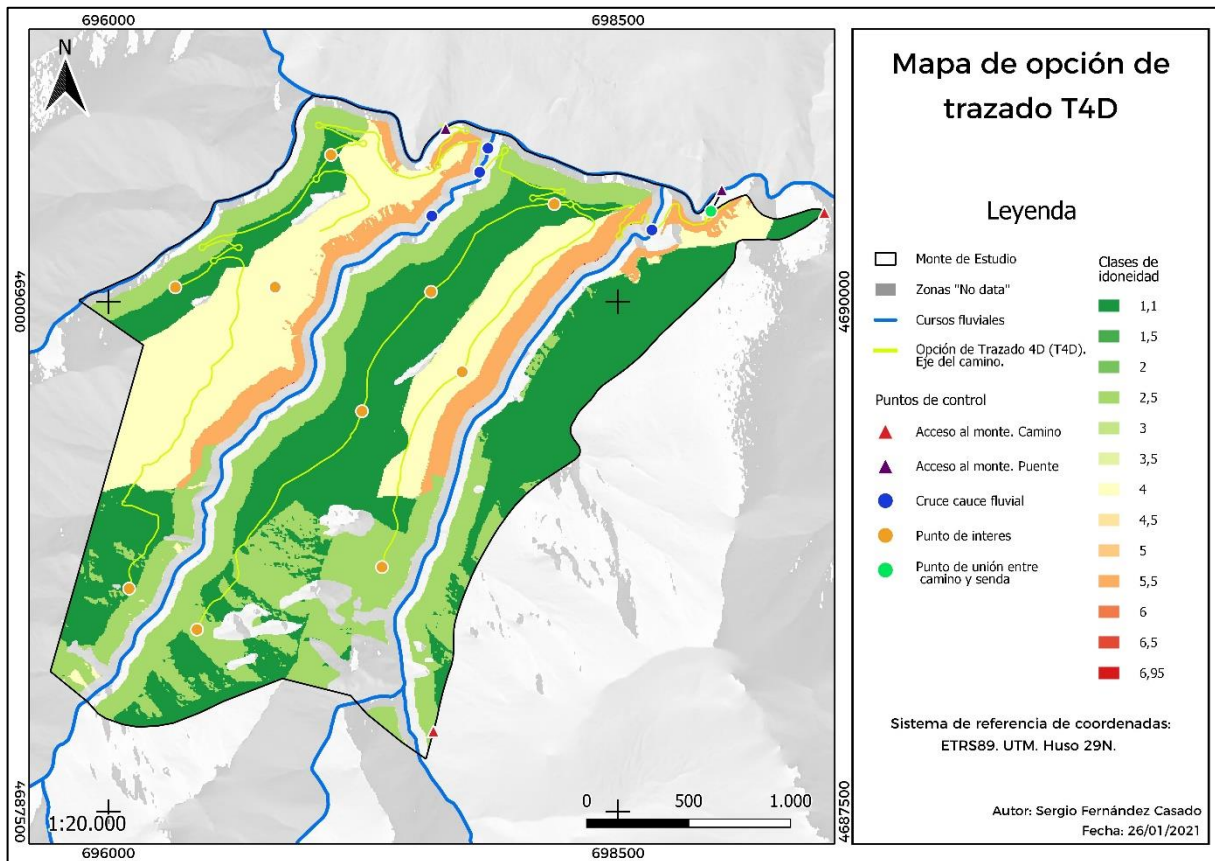 696000
698500
N
4690000
4690000
4687500
4687500
1:20.000
0
500
1.000
696000
698500
Mapa de opción de
trazado T4D
Leyenda
Monte de Estudio
Zonas "No data"
Cursos fluviales
Opción de Trazado 4D (T4D).
Eje del camino.
Puntos de control
Acceso al monte. Camino
Acceso al monte. Puente
Cruce cauce fluvial
Punto de interes
Punto de unión entre
camino y senda
Clases de
idoneidad
1,1
1,5
2
2,5
3
3,5
4
4,5
5
5,5
6
6,5
6,95
Sistema de referencia de coordenadas:
ETRS89. UTM. Huso 29N.
Autor: Sergio Fernández Casado
Fecha: 26/01/2021